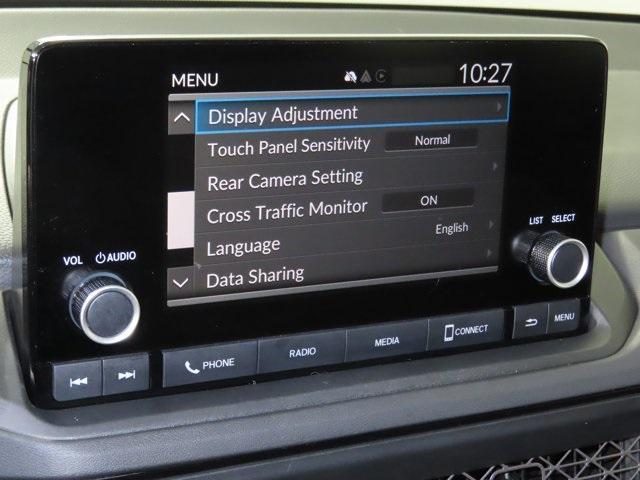 MENU 10:27
Display Adjustment
Touch Panel Sensitivity Normal
Rear Camera Setting
Cross Traffic Monitor ON
Language English
Data Sharing
VOL AUDIO
LIST SELECT
PHONE RADIO MEDIA CONNECT MENU